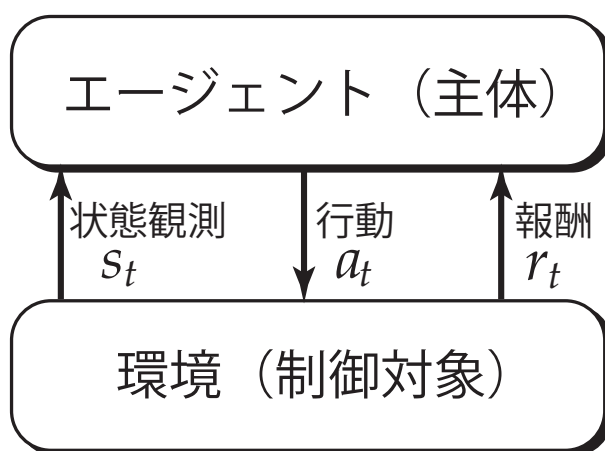 エージェント（主体）
状態観測
s_t
行動
a_t
報酬
r_t
環境（制御対象）